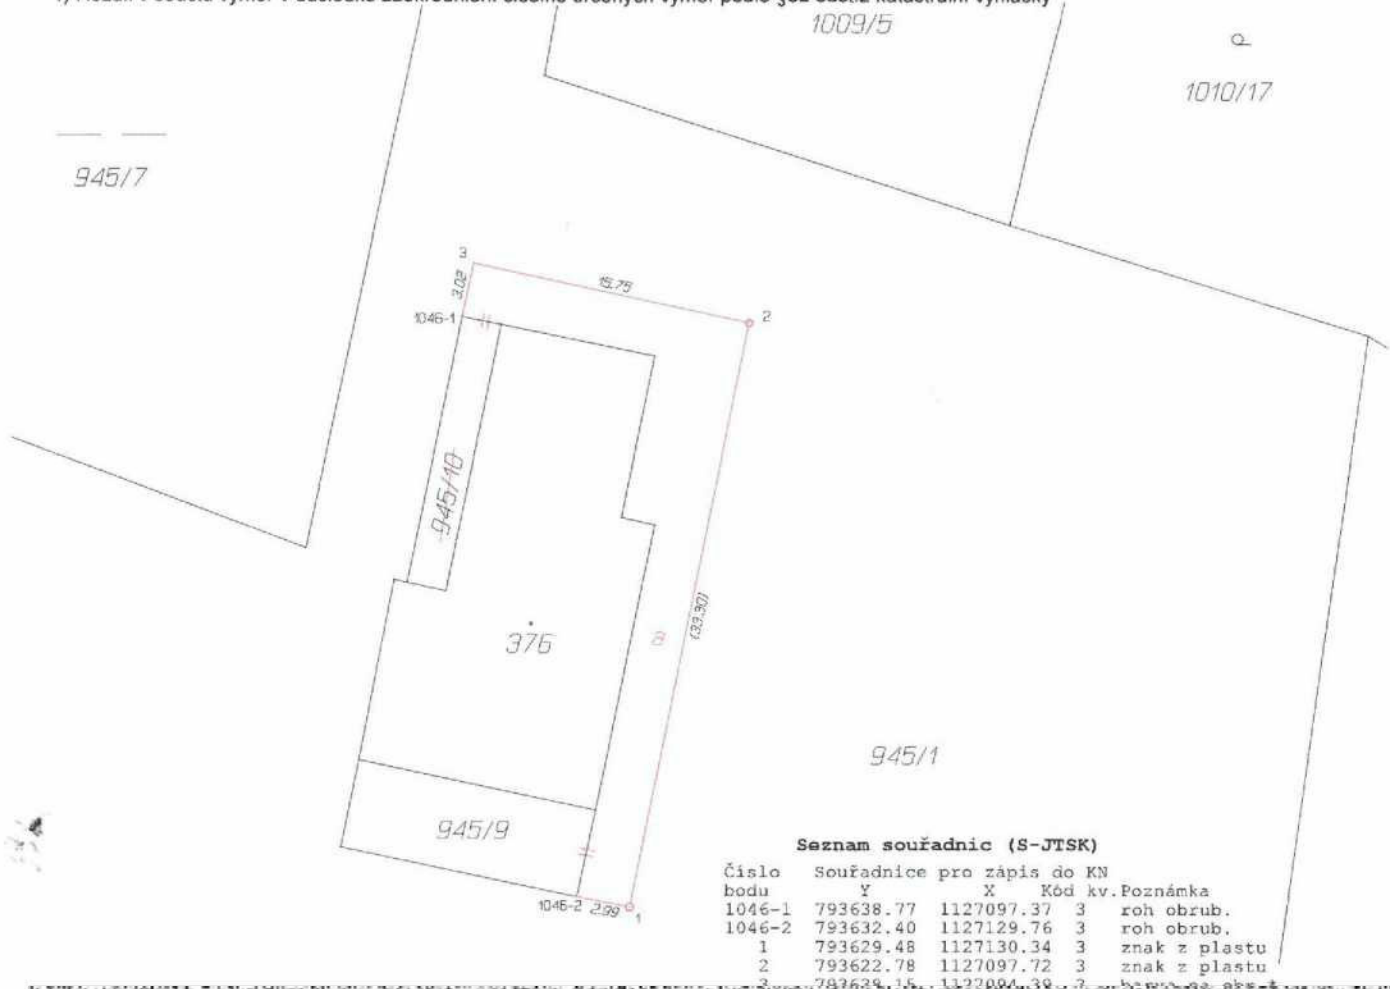 1009/5
1010/17
945/7
3
3.02
15.75
2
1046-1
945/10
(33.30)
376
945/1
945/9
1046-2
2.99
1
Seznam souřadnic (S-JTSK)
Číslo Souřadnice pro zápis do KN
bodu Y X Kód kv. Poznámka
1046-1 793638.77 1127097.37 3 roh obrub.
1046-2 793632.40 1127129.76 3 roh obrub.
1 793629.48 1127130.34 3 znak z plastu
2 793622.78 1127097.72 3 znak z plastu